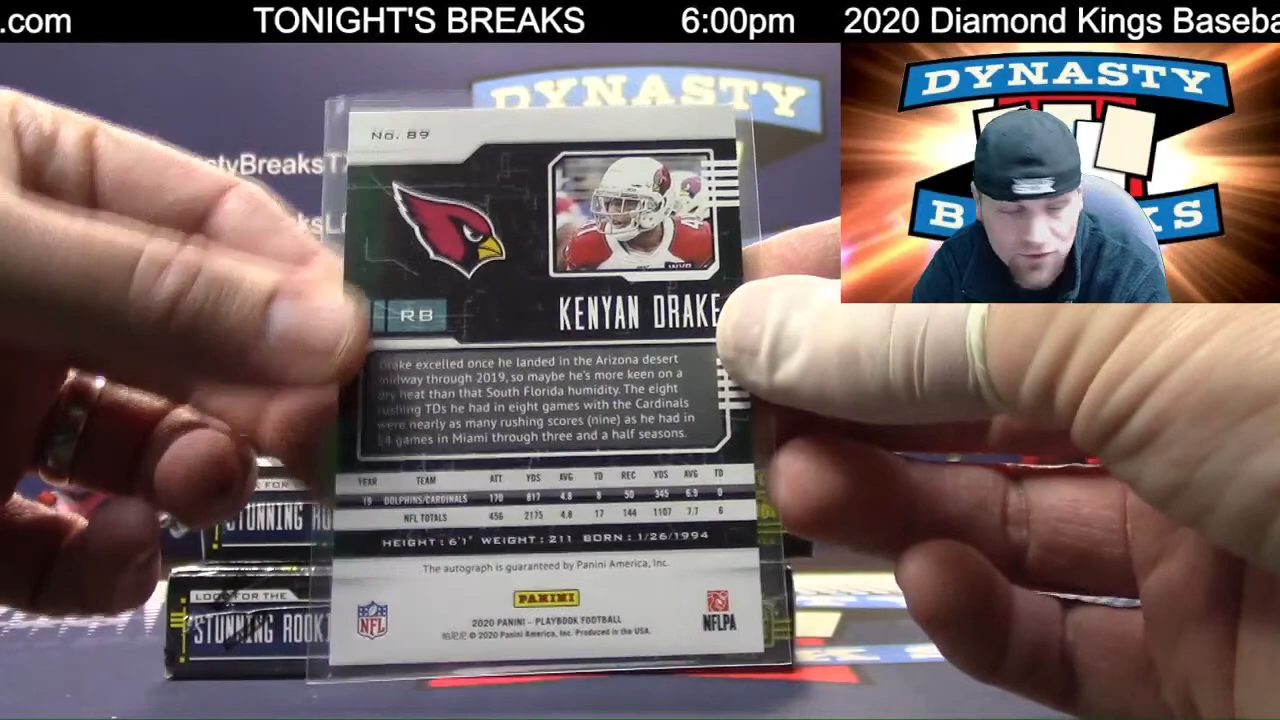 .com TONIGHT'S BREAKS 6:00pm 2020 Diamond Kings Baseba
DYNASTY
B KS
DYNASTY
styBreaksTX
No. 89
RB
KENYAN DRAKE
Drake excelled once he landed in the Arizona desert
midway through 2019, so maybe he's more keen on a
dry heat than that South Florida humidity. The eight
rushing TDs he had in eight games with the Cardinals
were nearly as many rushing scores (nine) as he had in
54 games in Miami through three and a half seasons.
YEAR TEAM ATT YDS AVG TD REC YDS AVG TD
19 DOLPHINS/CARDINALS 170 817 4.8 8 50 345 6.9 0
NFL TOTALS 456 2175 4.8 17 144 1107 7.7 6
HEIGHT: 6'1" WEIGHT: 211 BORN: 1/26/1994
The autograph is guaranteed by Panini America, Inc.
PANINI
NFL
NFLPA
2020 PANINI – PLAYBOOK FOOTBALL
帕尼尼 © 2020 Panini America, Inc. Produced in the USA.
STUNNING RO
LOOK FOR THE
STUNNING ROOKI